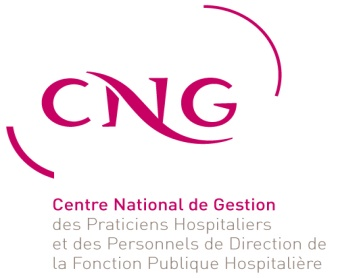 CNG
Centre National de Gestion
des Praticiens Hospitaliers
et des Personnels de Direction de
la Fonction Publique Hospitalière